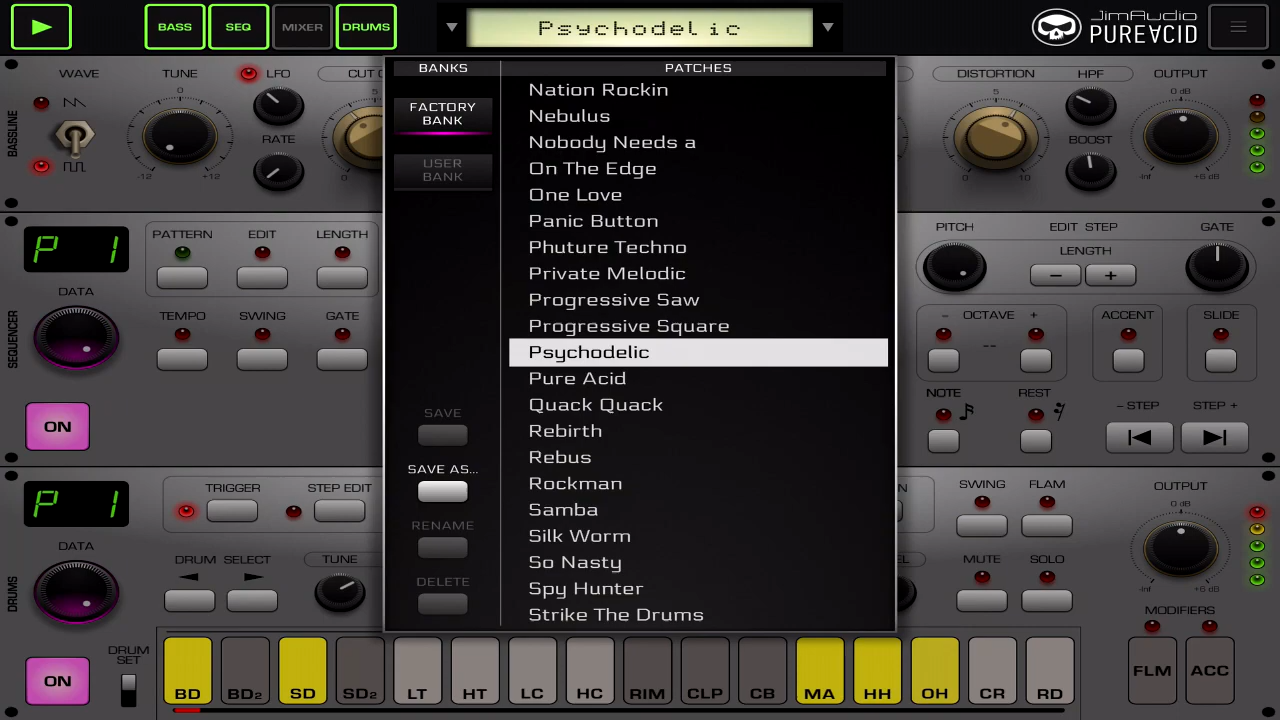 BASS
SEQ
MIXER
DRUMS
Psychodelic
JimAudio
PUREACID
BANKS
PATCHES
FACTORY
BANK
USER
BANK
SAVE
SAVE AS...
RENAME
DELETE
Nation Rockin
Nebulus
Nobody Needs a
On The Edge
One Love
Panic Button
Phuture Techno
Private Melodic
Progressive Saw
Progressive Square
Psychodelic
Pure Acid
Quack Quack
Rebirth
Rebus
Rockman
Samba
Silk Worm
So Nasty
Spy Hunter
Strike The Drums
BASSLINE
WAVE
TUNE
0
-12
+12
LFO
RATE
CUT O
5
0
DISTORTION
5
0
10
HPF
BOOST
OUTPUT
0 dB
-inf
+6 dB
SEQUENCER
P 1
DATA
ON
PATTERN
EDIT
LENGTH
TEMPO
SWING
GATE
PITCH
EDIT STEP
LENGTH
- +
GATE
- OCTAVE +
--
ACCENT
SLIDE
NOTE
REST
- STEP
STEP +
DRUMS
P 1
DATA
ON
TRIGGER
STEP EDIT
DRUM SELECT
TUNE
DRUM
SET
N
EL
SWING
FLAM
MUTE
SOLO
OUTPUT
0 dB
-inf
+6 dB
MODIFIERS
FLM
ACC
BD
BD2
SD
SD2
LT
HT
LC
HC
RIM
CLP
CB
MA
HH
OH
CR
RD